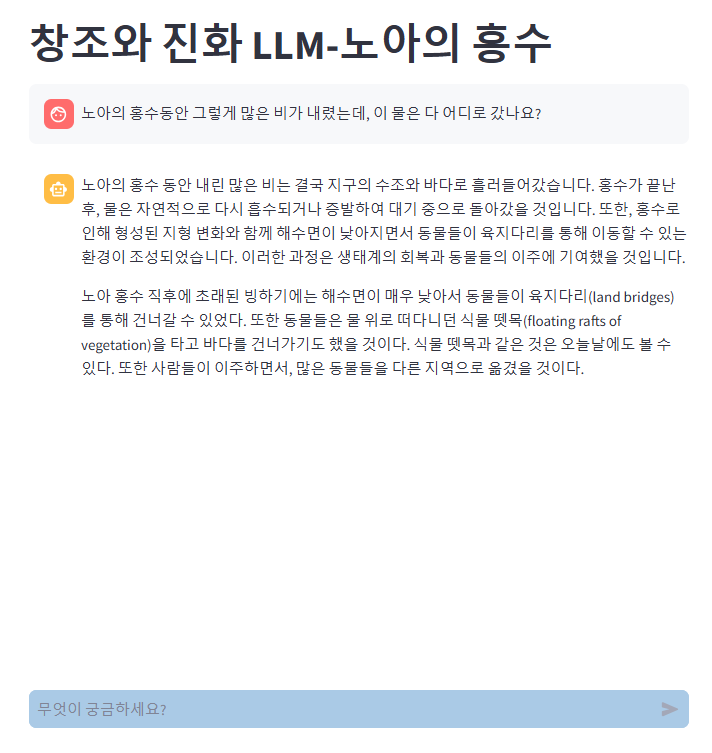 창조와 진화 LLM-노아의 홍수
노아의 홍수동안 그렇게 많은 비가 내렸는데, 이 물은 다 어디로 갔나요?
노아의 홍수 동안 내린 많은 비는 결국 지구의 수조와 바다로 흘러들어갔습니다. 홍수가 끝난
후, 물은 자연적으로 다시 흡수되거나 증발하여 대기 중으로 돌아갔을 것입니다. 또한, 홍수로
인해 형성된 지형 변화와 함께 해수면이 낮아지면서 동물들이 육지다리를 통해 이동할 수 있는
환경이 조성되었습니다. 이러한 과정은 생태계의 회복과 동물들의 이주에 기여했을 것입니다.
노아 홍수 직후에 초래된 빙하기에는 해수면이 매우 낮아서 동물들이 육지다리(land bridges)
를 통해 건너갈 수 있었다. 또한 동물들은 물 위로 떠다니던 식물 뗏목(floating rafts of
vegetation)을 타고 바다를 건너가기도 했을 것이다. 식물 뗏목과 같은 것은 오늘날에도 볼 수
있다. 또한 사람들이 이주하면서, 많은 동물들을 다른 지역으로 옮겼을 것이다.
무엇이 궁금하세요?